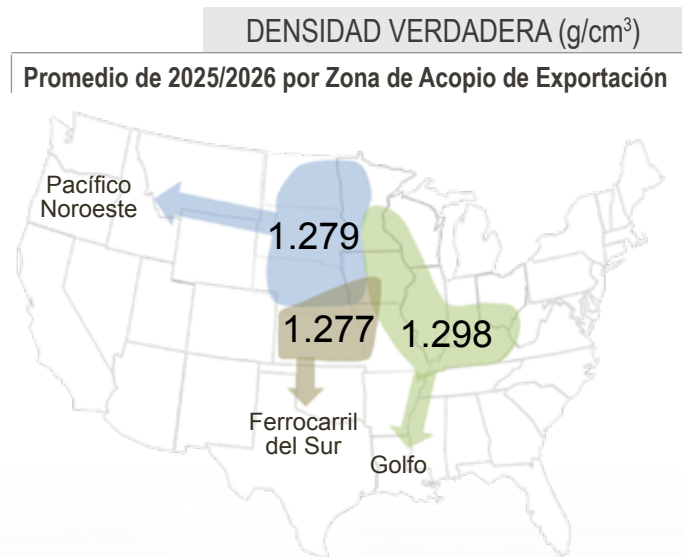 DENSIDAD VERDADERA (g/cm³)
Promedio de 2025/2026 por Zona de Acopio de Exportación
Pacífico
Noroeste
1.279
1.277
1.298
Ferrocarril
del Sur
Golfo